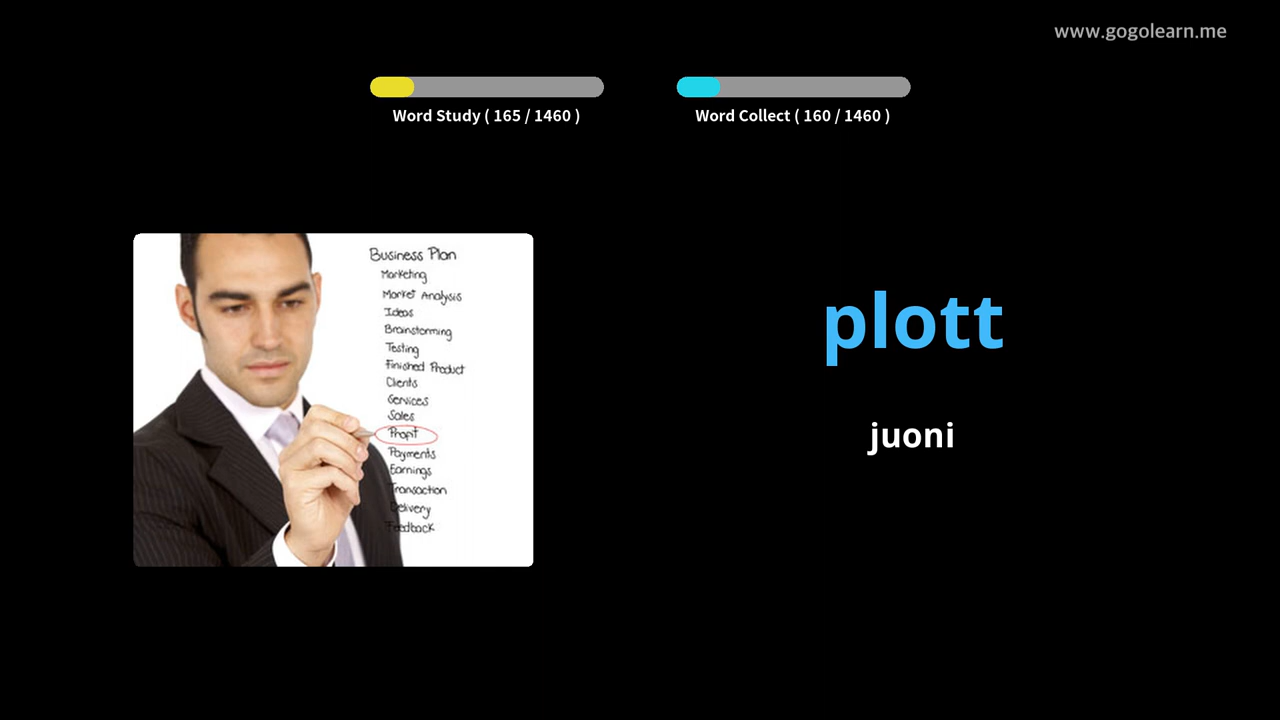 www.gogolearn.me
Word Study ( 165 / 1460 )
Word Collect ( 160 / 1460 )
Business Plan
Marketing
Market Analysis
Ideas
Brainstorming
Testing
Finished Product
Clients
Services
Sales
Profit
Payments
Earnings
Transaction
Delivery
Feedback
plott
juoni